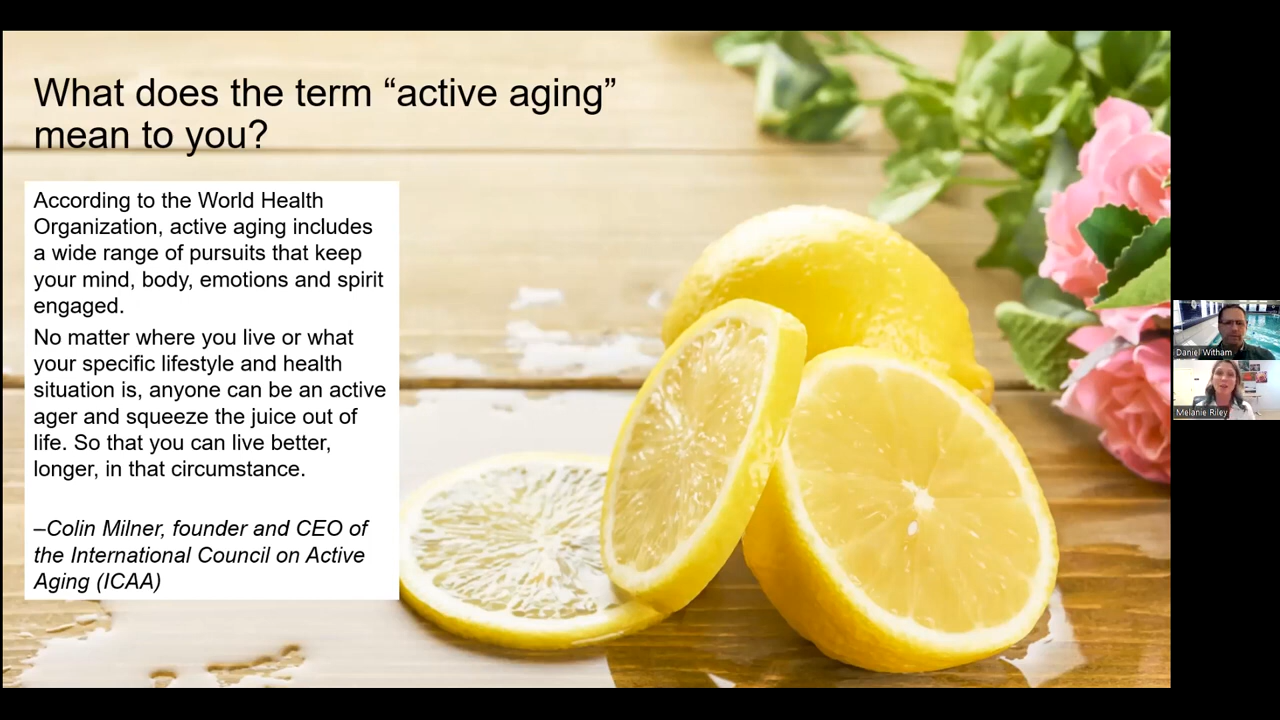 What does the term “active aging”
mean to you?
According to the World Health
Organization, active aging includes
a wide range of pursuits that keep
your mind, body, emotions and spirit
engaged.
No matter where you live or what
your specific lifestyle and health
situation is, anyone can be an active
ager and squeeze the juice out of
life. So that you can live better,
longer, in that circumstance.
–Colin Milner, founder and CEO of
the International Council on Active
Aging (ICAA)
Daniel Witham
Melanie Riley